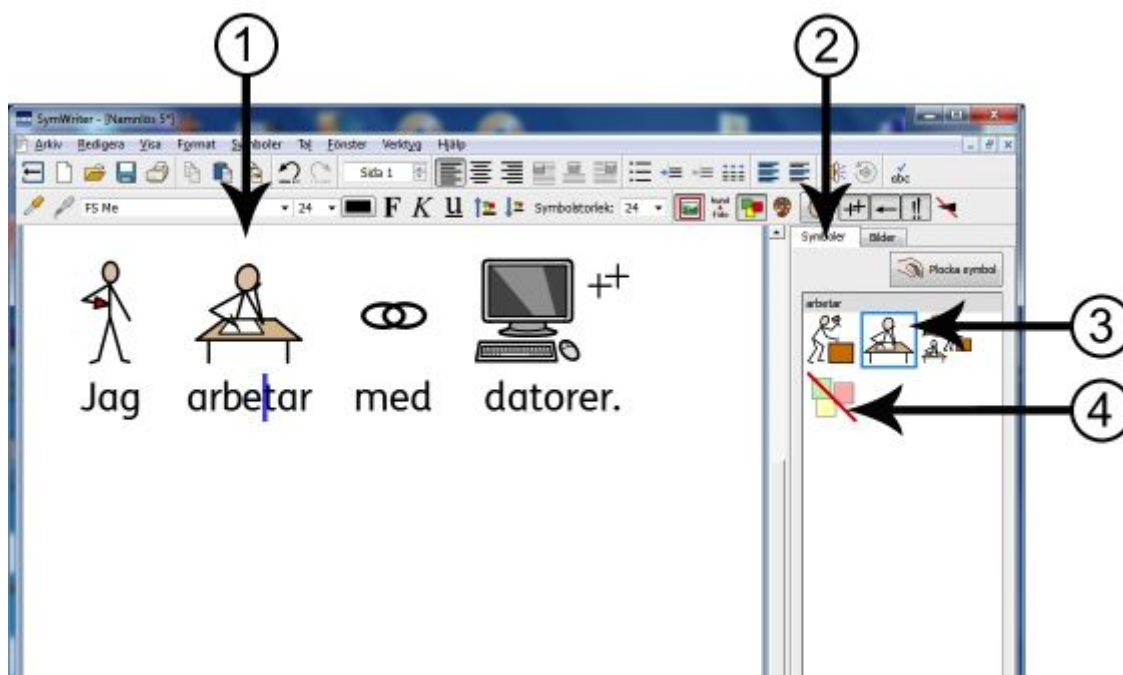 1
2
SymWriter - [Namnlös 5*]
Arkiv Redigera Visa Format Symboler Tal Fönster Verktyg Hjälp
Sida 1
abc
FS Me 24 F K U Symbolstorlek: 24
Symboler Bilder
Plocka symbol
arbetar
3
4
Jag arbetar med datorer.